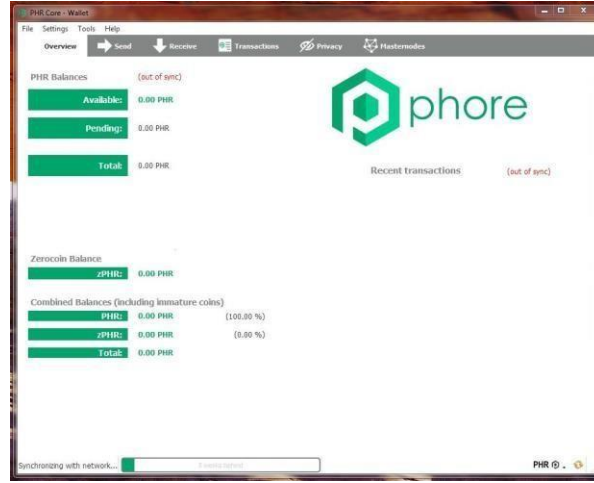 PHR Core - Wallet
File Settings Tools Help
Overview Send Receive Transactions Privacy Masternodes
PHR Balances (out of sync)
Available: 0.00 PHR
Pending: 0.00 PHR
Total: 0.00 PHR
phore
Recent transactions (out of sync)
Zerocoin Balance
zPHR: 0.00 PHR
Combined Balances (including immature coins)
PHR: 0.00 PHR (100.00 %)
zPHR: 0.00 PHR (0.00 %)
Total: 0.00 PHR
Synchronizing with network...
PHR